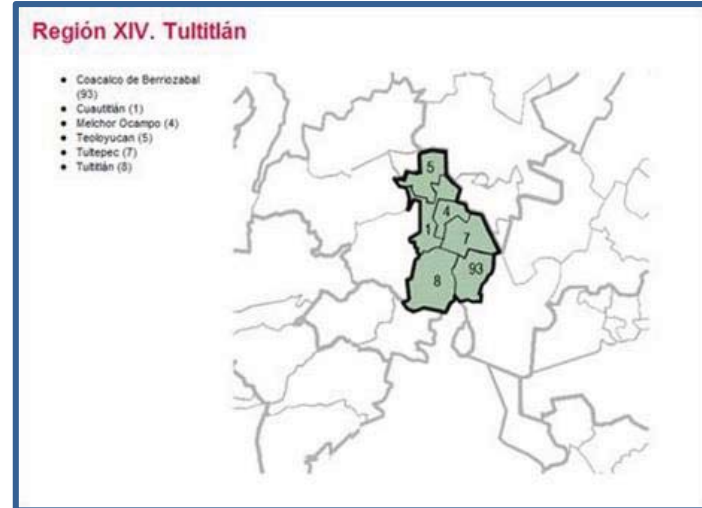 Región XIV. Tultitlán
• Coacalco de Berriozabal
(93)
• Cuautitlán (1)
• Melchor Ocampo (4)
• Teoloyucan (5)
• Tultepec (7)
• Tultitlán (8)
5
4
1
7
93
8